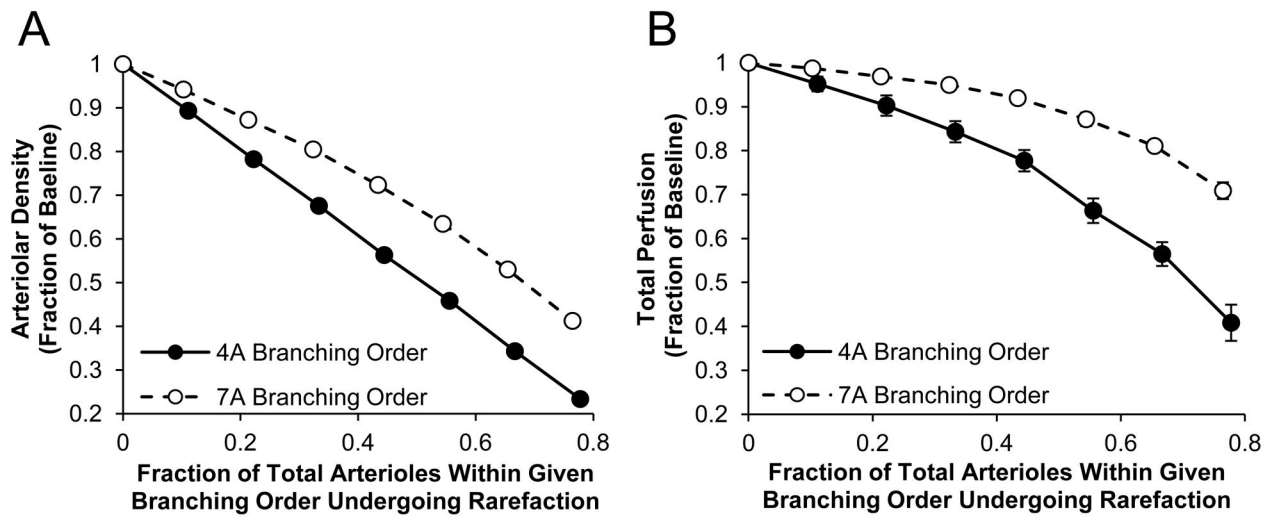 A
Arteriolar Density
(Fraction of Baeline)
1
0.9
0.8
0.7
0.6
0.5
0.4
0.3
0.2
4A Branching Order
7A Branching Order
0 0.2 0.4 0.6 0.8
Fraction of Total Arterioles Within Given
Branching Order Undergoing Rarefaction
B
Total Perfusion
(Fraction of Baseline)
1
0.9
0.8
0.7
0.6
0.5
0.4
0.3
0.2
4A Branching Order
7A Branching Order
0 0.2 0.4 0.6 0.8
Fraction of Total Arterioles Within Given
Branching Order Undergoing Rarefaction